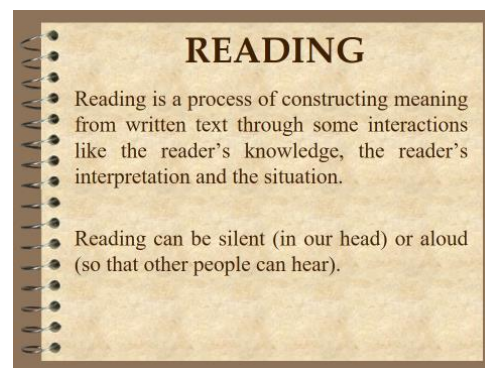 READING
Reading is a process of constructing meaning
from written text through some interactions
like the reader's knowledge, the reader's
interpretation and the situation.
Reading can be silent (in our head) or aloud
(so that other people can hear).